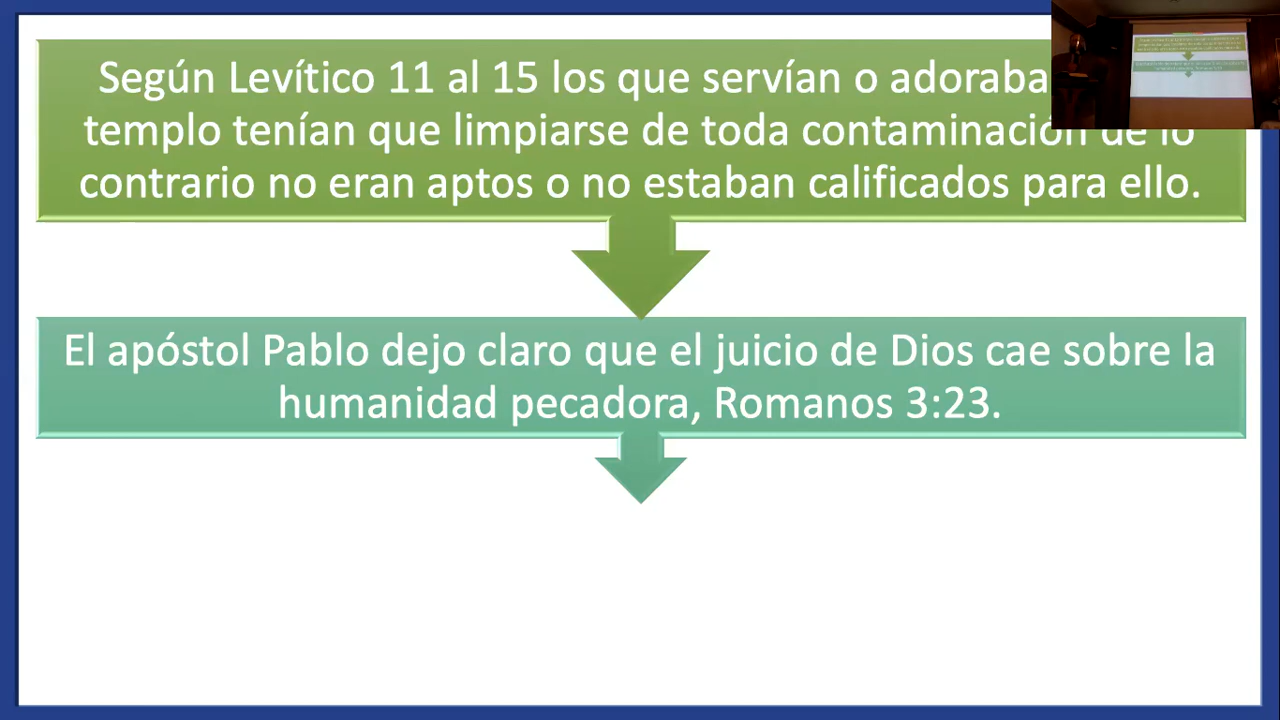 Según Levítico 11 al 15 los que servían o adoraba
templo tenían que limpiarse de toda contaminación de lo
contrario no eran aptos o no estaban calificados para ello.
El apóstol Pablo dejo claro que el juicio de Dios cae sobre la
humanidad pecadora, Romanos 3:23.